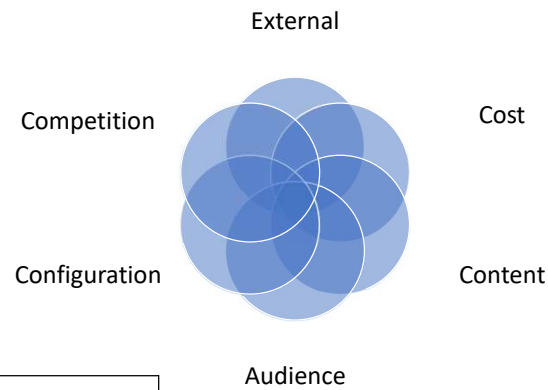 External
Competition
Cost
Configuration
Content
Audience